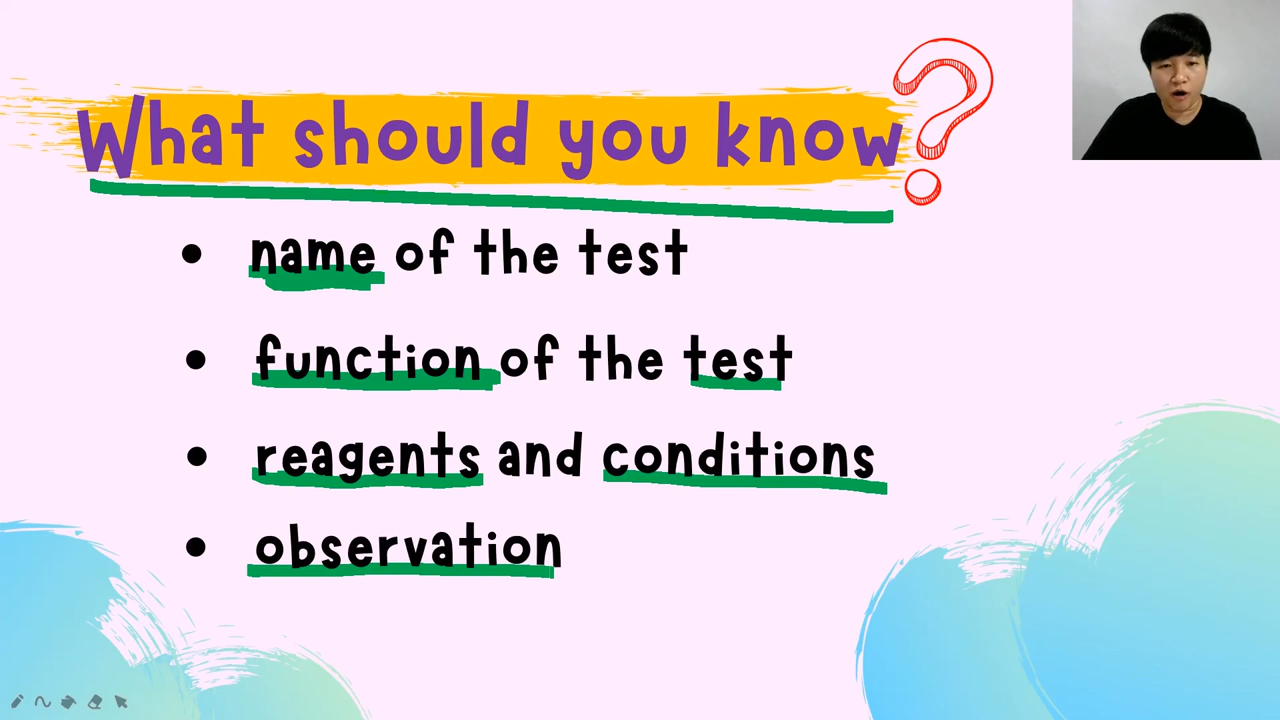 What should you know?
• name of the test
• function of the test
• reagents and conditions
• observation